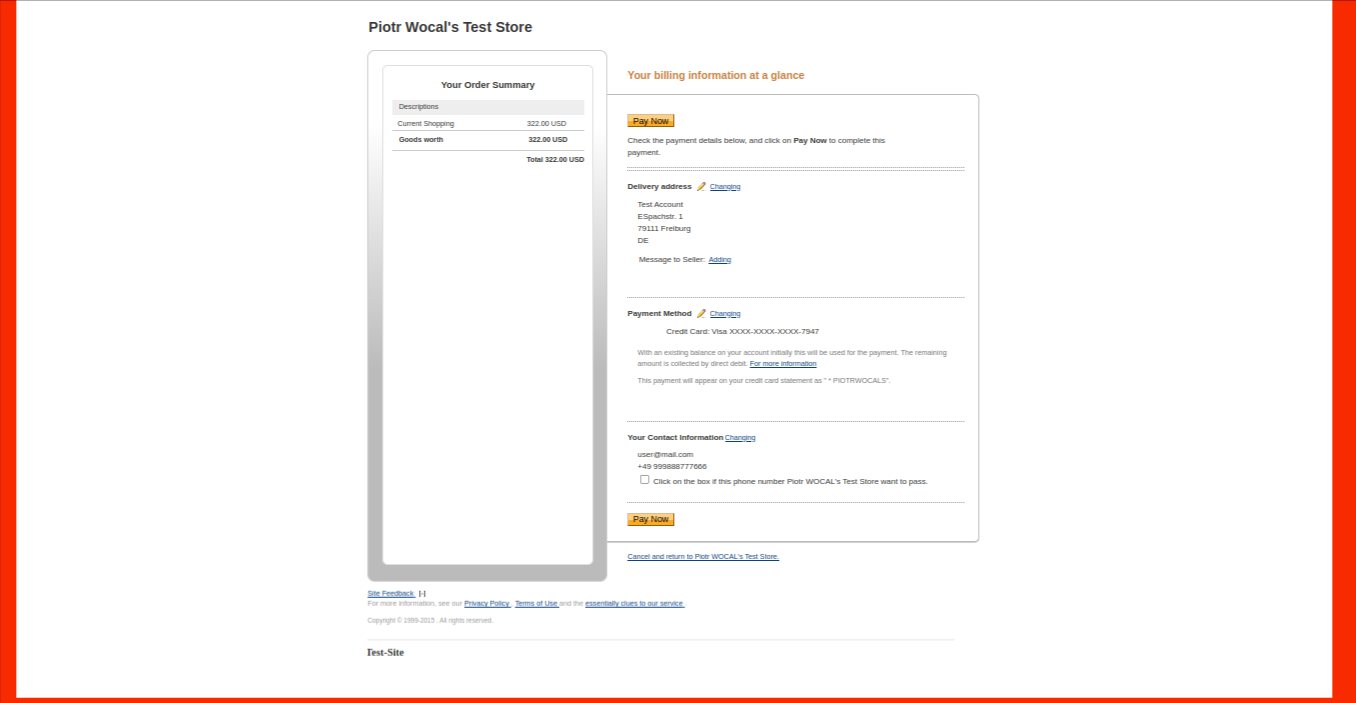 Piotr Wocal's Test Store
Your Order Summary
Descriptions
Current Shopping 322.00 USD
Goods worth 322.00 USD
Total 322.00 USD
Your billing information at a glance
Pay Now
Check the payment details below, and click on Pay Now to complete this
payment.
Delivery address Changing
Test Account
ESpachstr. 1
79111 Freiburg
DE
Message to Seller: Adding
Payment Method Changing
Credit Card: Visa XXXX-XXXX-XXXX-7947
With an existing balance on your account initially this will be used for the payment. The remaining
amount is collected by direct debit. For more information
This payment will appear on your credit card statement as " * PIOTRWOCALS".
Your Contact Information Changing
user@mail.com
+49 999888777666
Click on the box if this phone number Piotr WOCAL's Test Store want to pass.
Pay Now
Cancel and return to Piotr WOCAL's Test Store.
Site Feedback [-]
For more information, see our Privacy Policy , Terms of Use and the essentially clues to our service
Copyright © 1999-2015 . All rights reserved.
Test-Site